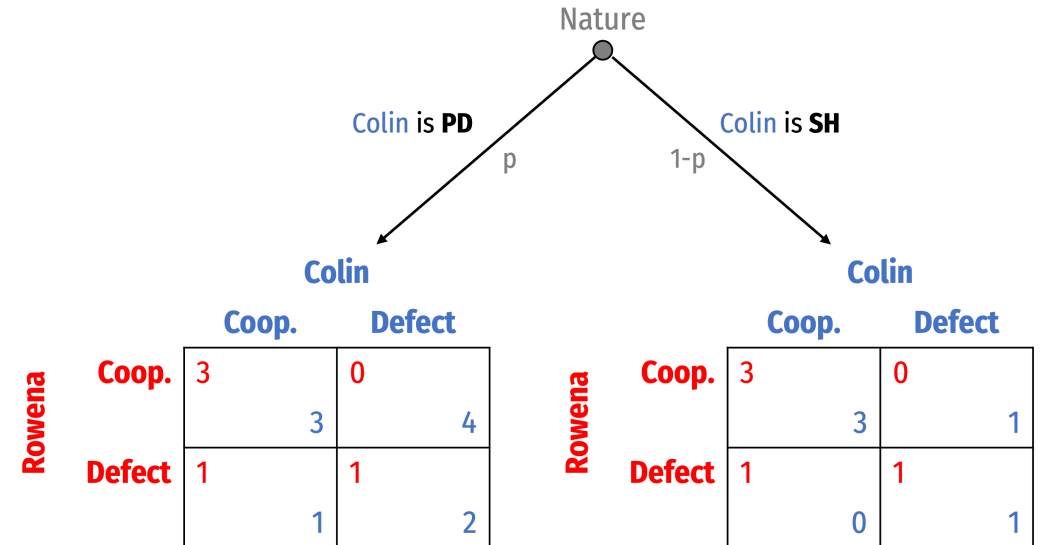 Nature
Colin is PD
Colin is SH
p
1-p
Colin
Colin
Coop. Defect
Coop. Defect
Rowena
Coop. 3 0
3 4
Defect 1 1
1 2
Rowena
Coop. 3 0
3 1
Defect 1 1
0 1